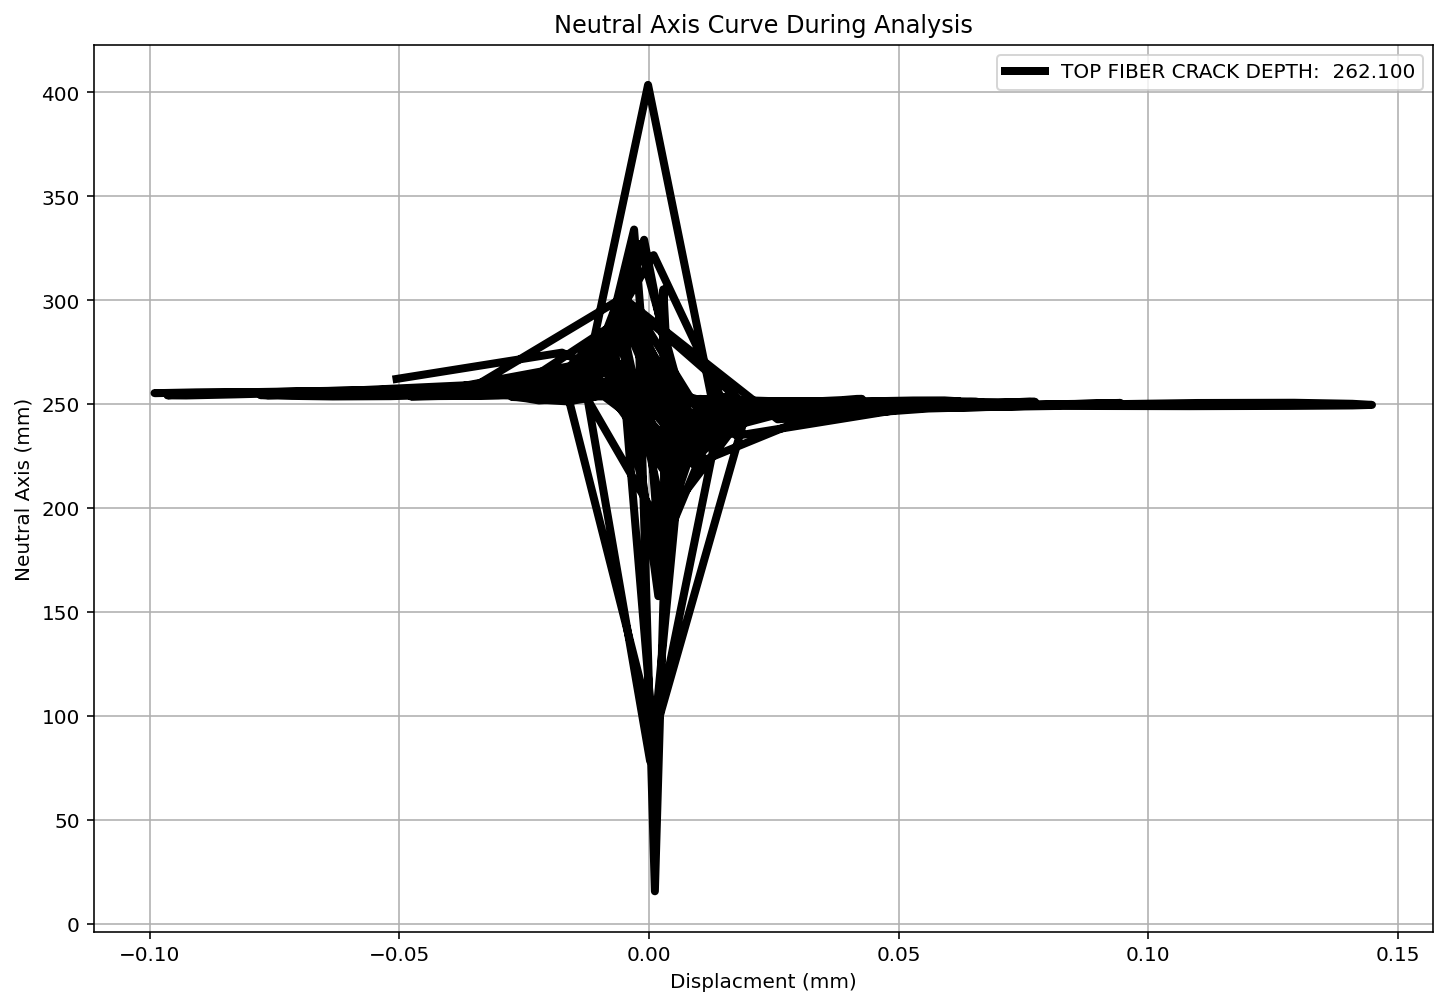 Neutral Axis Curve During Analysis
TOP FIBER CRACK DEPTH:  262.100
Neutral Axis (mm)
400
350
300
250
200
150
100
50
0
−0.10 −0.05 0.00 0.05 0.10 0.15
Displacment (mm)